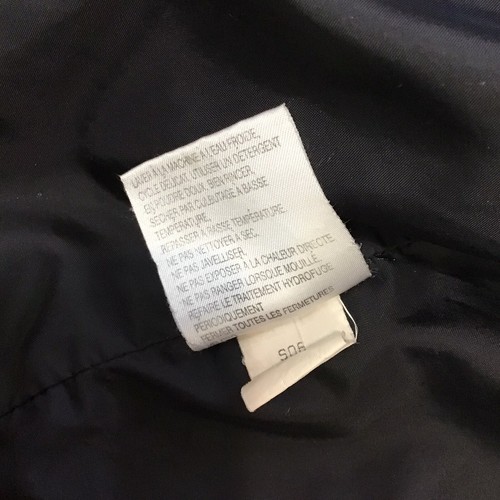 LAVER À LA MACHINE À L'EAU FROIDE,
CYCLE DÉLICAT. UTILISER UN DÉTERGENT
EN POUDRE DOUX. BIEN RINCER.
SÉCHER PAR CULBUTAGE À BASSE
TEMPÉRATURE.
REPASSER À BASSE TEMPÉRATURE.
NE PAS NETTOYER À SEC.
NE PAS JAVELLISER.
NE PAS EXPOSER À LA CHALEUR DIRECTE
NE PAS RANGER LORSQUE MOUILLÉ.
REFAIRE LE TRAITEMENT HYDROFUGE
PÉRIODIQUEMENT
FERMER TOUTES LES FERMETURES